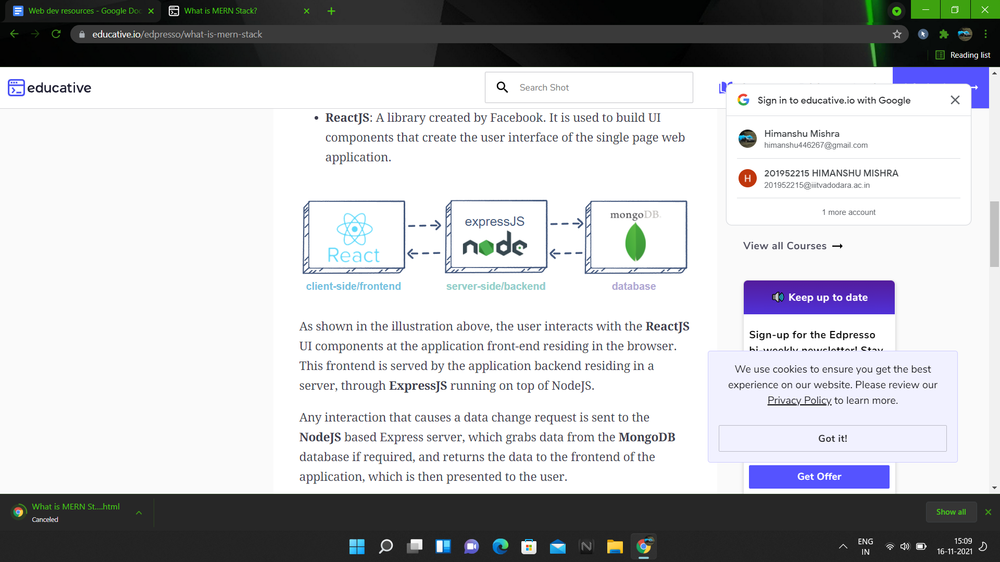 Web dev resources - Google Doc
What is MERN Stack?
educative.io/edpresso/what-is-mern-stack
Reading list
educative
Search Shot
Sign in to educative.io with Google
Himanshu Mishra
himanshu446267@gmail.com
201952215 HIMANSHU MISHRA
H
201952215@iiitvadodara.ac.in
1 more account
• ReactJS: A library created by Facebook. It is used to build UI
components that create the user interface of the single page web
application.
React
expressJS
node
mongoDB.
client-side/frontend
server-side/backend
database
As shown in the illustration above, the user interacts with the ReactJS
UI components at the application front-end residing in the browser.
This frontend is served by the application backend residing in a
server, through ExpressJS running on top of NodeJS.
Any interaction that causes a data change request is sent to the
NodeJS based Express server, which grabs data from the MongoDB
database if required, and returns the data to the frontend of the
application, which is then presented to the user.
View all Courses →
Keep up to date
Sign-up for the Edpresso
bi-weekly newsletter! Stay
We use cookies to ensure you get the best
experience on our website. Please review our
Privacy Policy to learn more.
Got it!
Get Offer
What is MERN St....html
Canceled
Show all
ENG
IN
15:09
16-11-2021